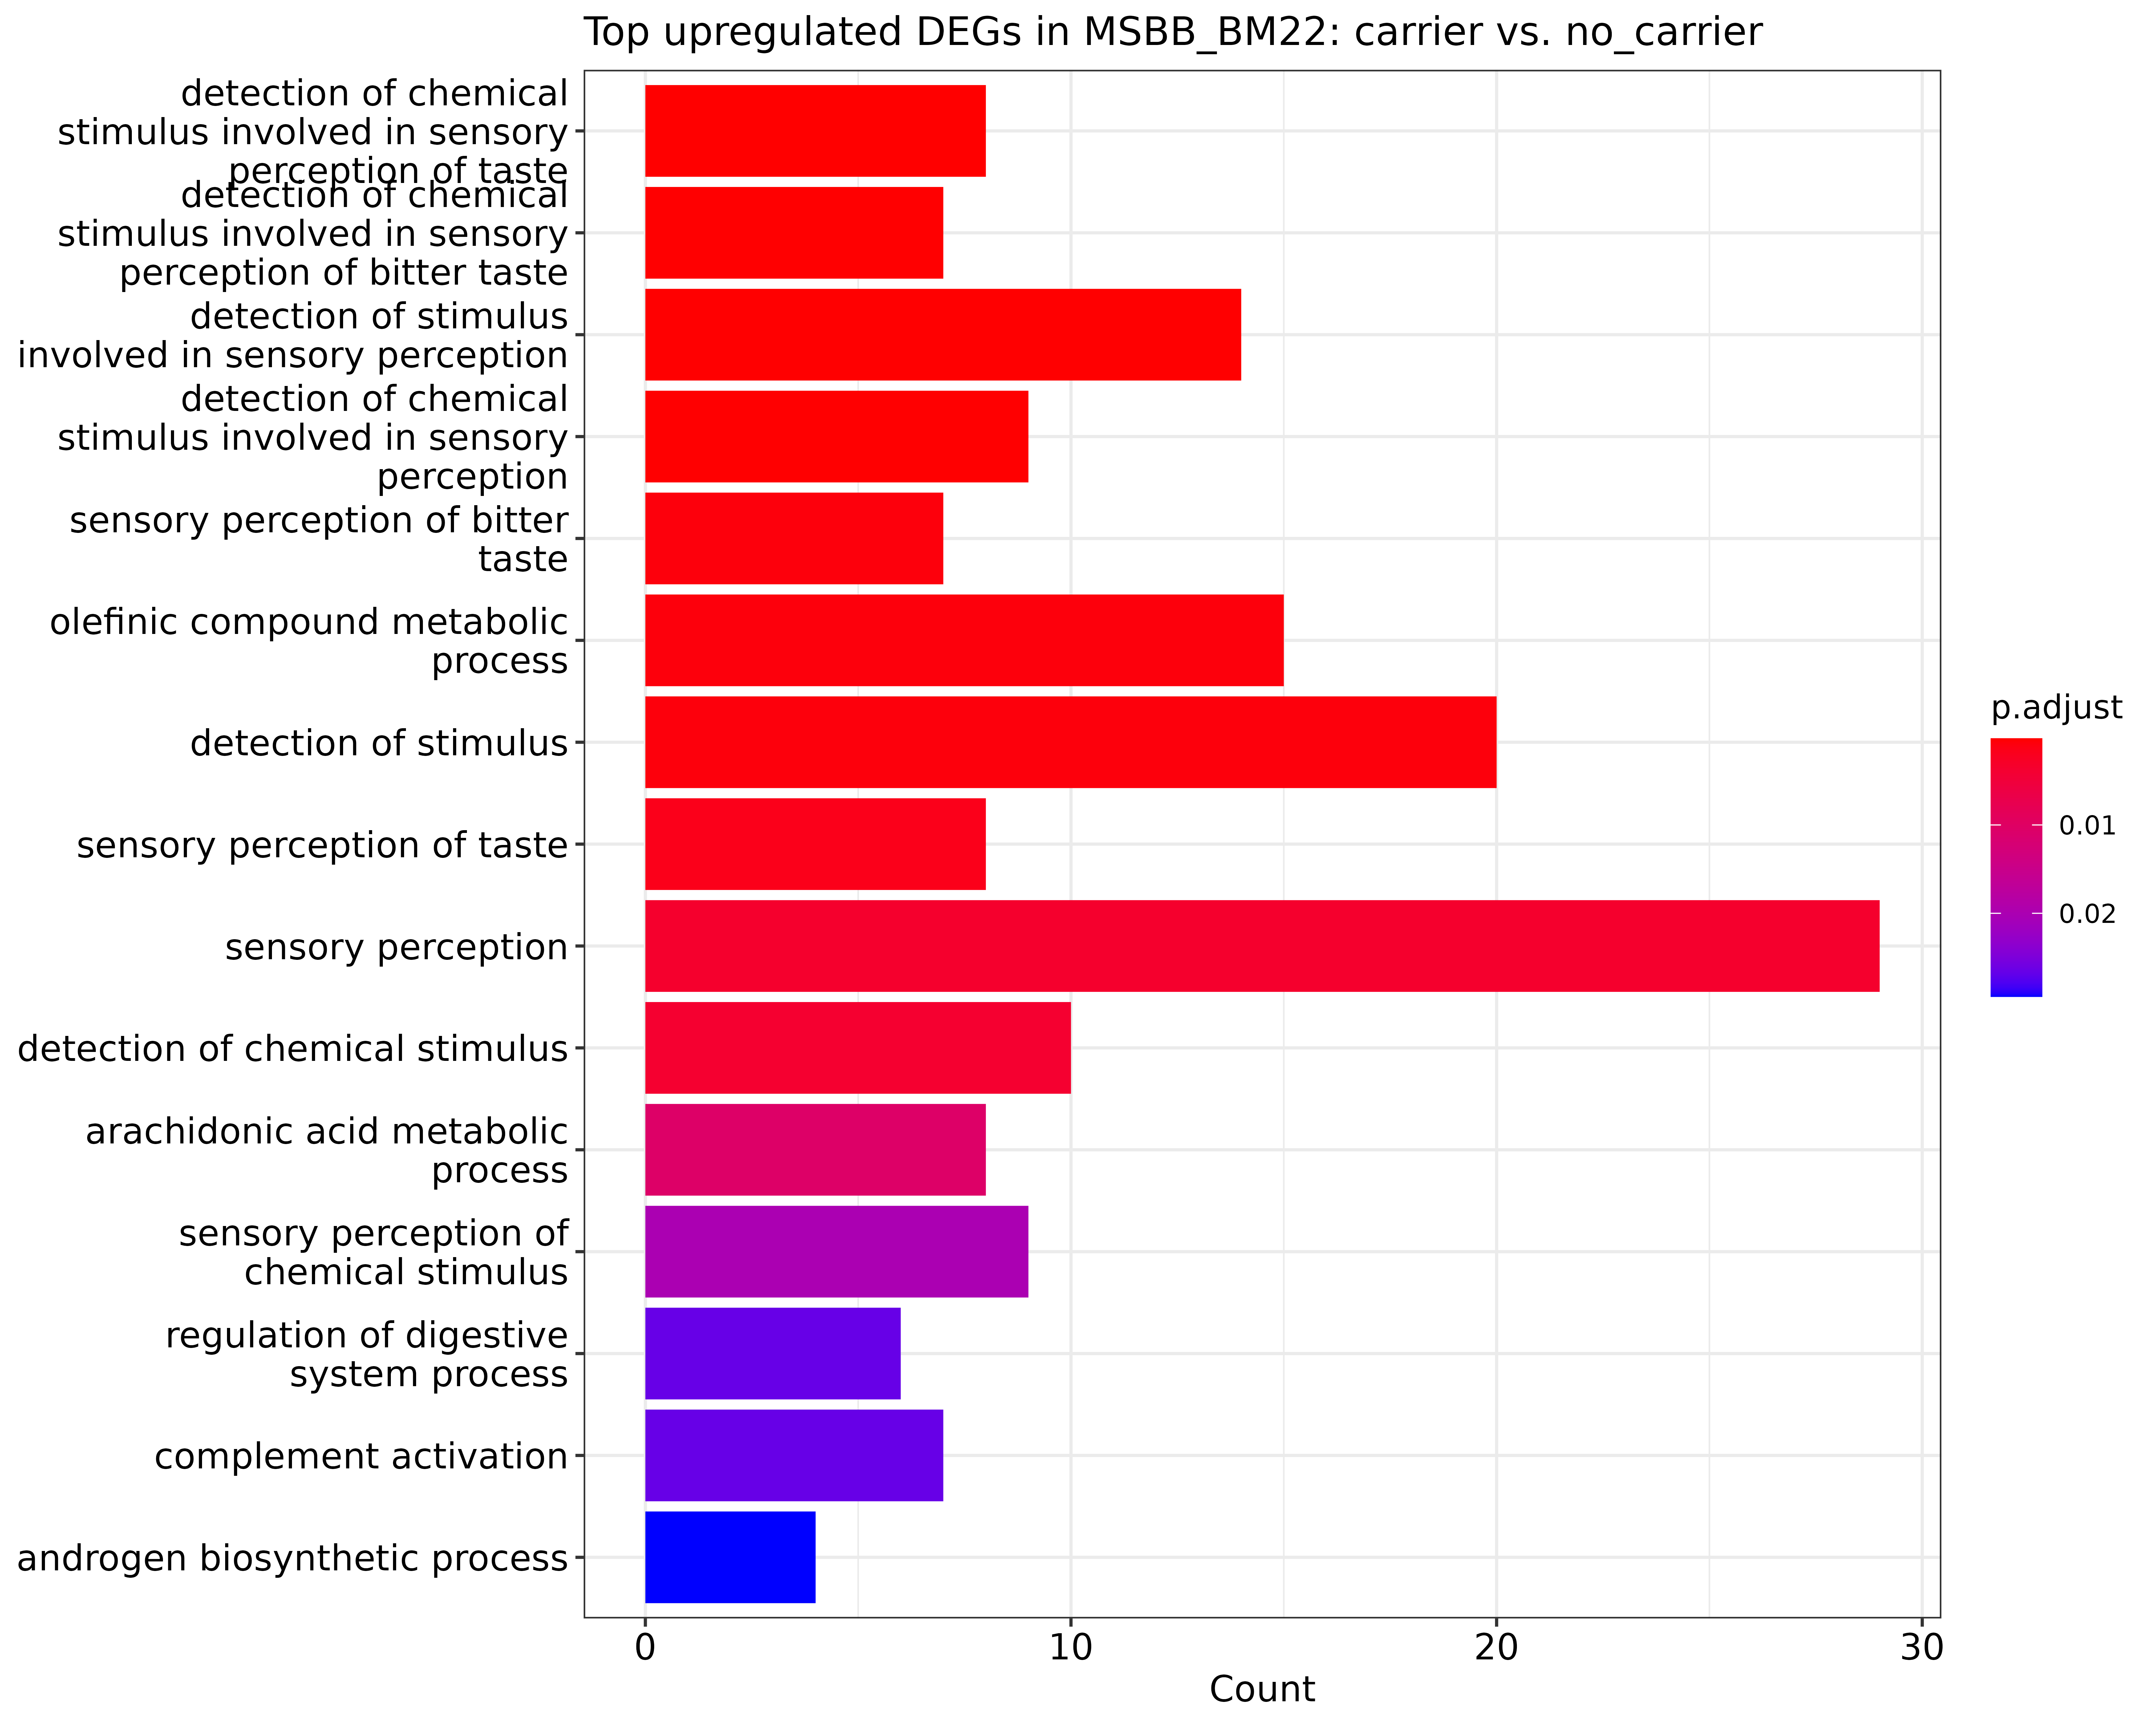 Top upregulated DEGs in MSBB_BM22: carrier vs. no_carrier
detection of chemical
stimulus involved in sensory
perception of taste
detection of chemical
stimulus involved in sensory
perception of bitter taste
detection of stimulus
involved in sensory perception
detection of chemical
stimulus involved in sensory
perception
sensory perception of bitter
taste
olefinic compound metabolic
process
detection of stimulus
sensory perception of taste
sensory perception
detection of chemical stimulus
arachidonic acid metabolic
process
sensory perception of
chemical stimulus
regulation of digestive
system process
complement activation
androgen biosynthetic process
0 10 20 30
Count
p.adjust
0.01
0.02